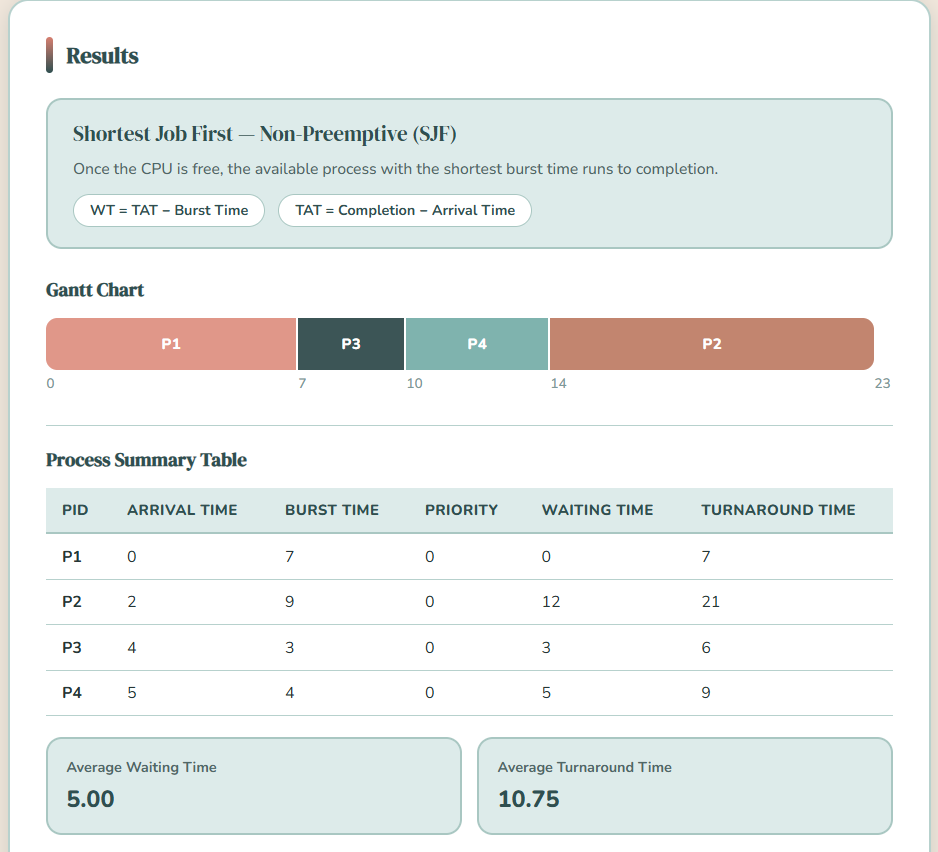 Results
Shortest Job First — Non-Preemptive (SJF)
Once the CPU is free, the available process with the shortest burst time runs to completion.
WT = TAT − Burst Time TAT = Completion − Arrival Time
Gantt Chart
P1 P3 P4 P2
0 7 10 14 23
Process Summary Table
PID ARRIVAL TIME BURST TIME PRIORITY WAITING TIME TURNAROUND TIME
P1 0 7 0 0 7
P2 2 9 0 12 21
P3 4 3 0 3 6
P4 5 4 0 5 9
Average Waiting Time Average Turnaround Time
5.00 10.75